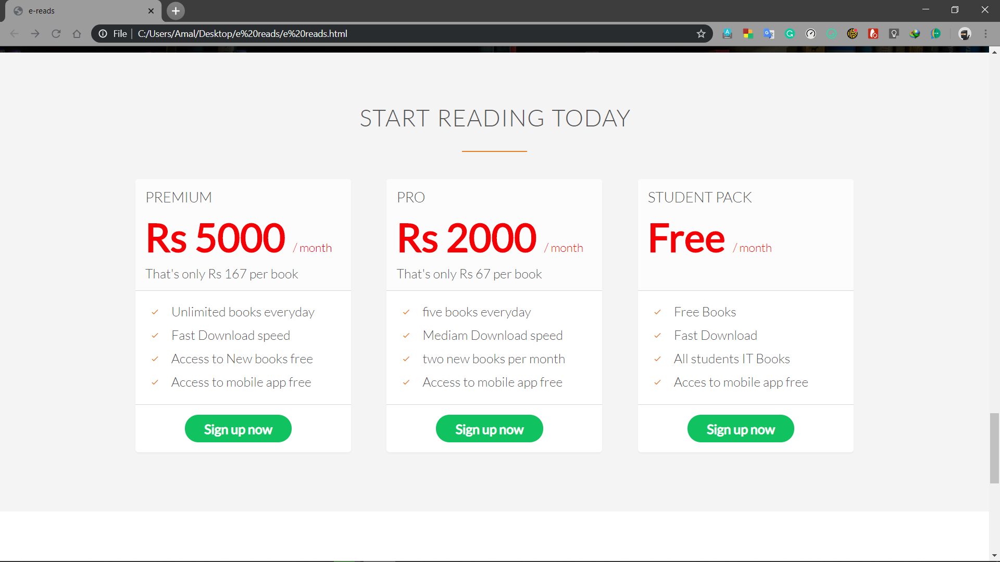 e-reads
File
C:/Users/Amal/Desktop/e%20reads/e%20reads.html
START READING TODAY
PREMIUM
Rs 5000 / month
That's only Rs 167 per book
Unlimited books everyday
Fast Download speed
Access to New books free
Access to mobile app free
Sign up now
PRO
Rs 2000 / month
That's only Rs 67 per book
five books everyday
Mediam Download speed
two new books per month
Access to mobile app free
Sign up now
STUDENT PACK
Free / month
Free Books
Fast Download
All students IT Books
Acces to mobile app free
Sign up now